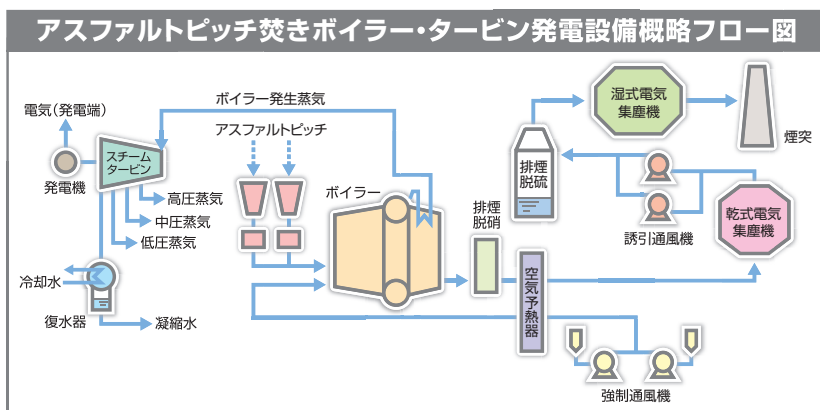 アスファルトピッチ焚きボイラー・タービン発電設備概略フロー図
電気(発電端)
ボイラー発生蒸気
アスファルトピッチ
スチーム
タービン
発電機
高圧蒸気
中圧蒸気
低圧蒸気
冷却水
復水器
凝縮水
ボイラー
排煙
脱硝
空気予熱器
排煙
脱硫
湿式電気
集塵機
煙突
誘引通風機
乾式電気
集塵機
強制通風機